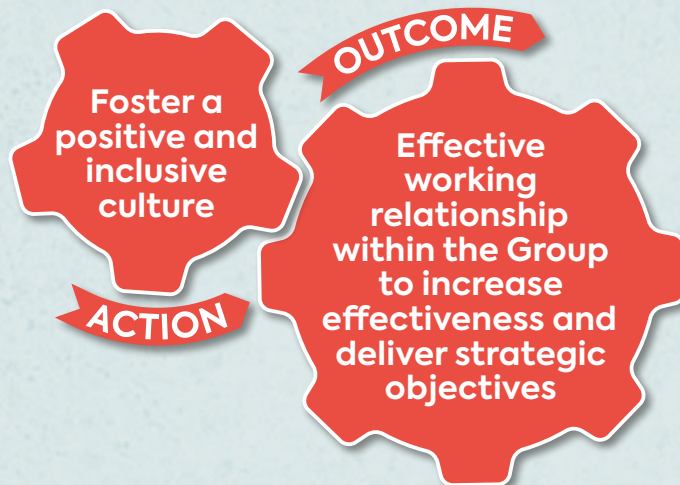 Foster a
positive and
inclusive
culture
ACTION
OUTCOME
Effective
working
relationship
within the Group
to increase
effectiveness and
deliver strategic
objectives